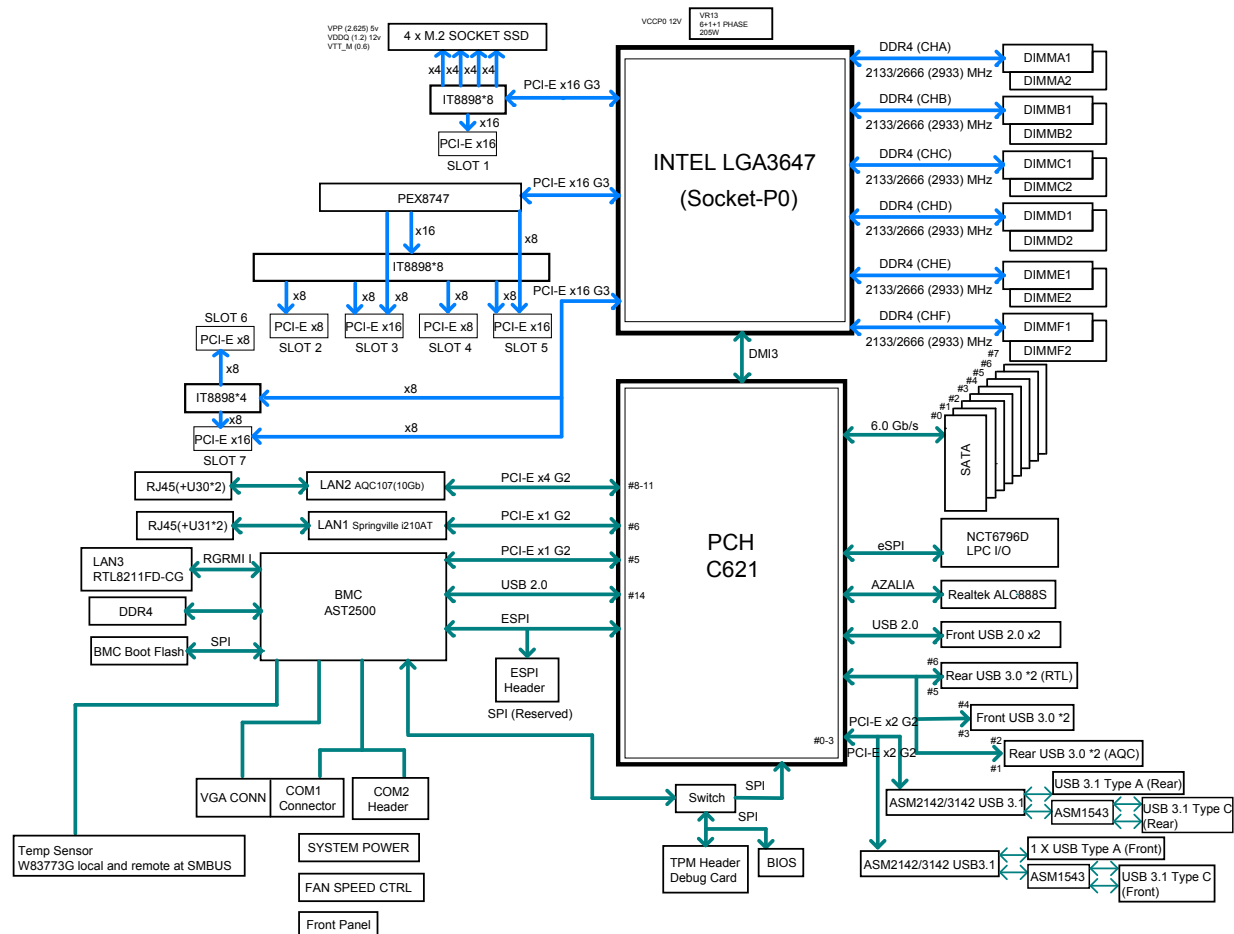 VPP (2.625) 5v
VDDQ (1.2) 12v
VTT_M (0.6)
4 x M.2 SOCKET SSD
x4 x4 x4 x4
IT8898*8
PCI-E x16 G3
x16
PCI-E x16
SLOT 1
VCCP0 12V
VR13
6+1+1 PHASE
205W
INTEL LGA3647
(Socket-P0)
DDR4 (CHA)
2133/2666 (2933) MHz
DIMMA1
DIMMA2
DDR4 (CHB)
2133/2666 (2933) MHz
DIMMB1
DIMMB2
DDR4 (CHC)
2133/2666 (2933) MHz
DIMMC1
DIMMC2
DDR4 (CHD)
2133/2666 (2933) MHz
DIMMD1
DIMMD2
DDR4 (CHE)
2133/2666 (2933) MHz
DIMME1
DIMME2
DDR4 (CHF)
2133/2666 (2933) MHz
DIMMF1
DIMMF2
PEX8747
PCI-E x16 G3
x16
x8
IT8898*8
PCI-E x16 G3
x8 x8 x8 x8 x8
PCI-E x8
SLOT 2
PCI-E x16
SLOT 3
PCI-E x8
SLOT 4
PCI-E x16
SLOT 5
SLOT 6
PCI-E x8
x8
IT8898*4
x8
x8
PCI-E x16
x8
SLOT 7
DMI3
PCH
C621
#0 #1 #2 #3 #4 #5 #6 #7
6.0 Gb/s
SATA
RJ45(+U30*2)
LAN2 AQC107(10Gb)
PCI-E x4 G2
#8-11
RJ45(+U31*2)
LAN1 Springville i210AT
PCI-E x1 G2
#6
LAN3
RTL8211FD-CG
RGRMI I
BMC
AST2500
PCI-E x1 G2
#5
USB 2.0
#14
ESPI
DDR4
BMC Boot Flash
SPI
ESPI
Header
SPI (Reserved)
eSPI
NCT6796D
LPC I/O
AZALIA
Realtek ALC888S
USB 2.0
Front USB 2.0 x2
#6
#5
Rear USB 3.0 *2 (RTL)
#4
#3
Front USB 3.0 *2
#2
#1
Rear USB 3.0 *2 (AQC)
#0-3
PCI-E x2 G2
PCI-E x2 G2
ASM2142/3142 USB 3.1
USB 3.1 Type A (Rear)
ASM1543
USB 3.1 Type C
(Rear)
ASM2142/3142 USB3.1
1 X USB Type A (Front)
ASM1543
USB 3.1 Type C
(Front)
VGA CONN
COM1
Connector
COM2
Header
Switch
SPI
SPI
TPM Header
Debug Card
BIOS
Temp Sensor
W83773G local and remote at SMBUS
SYSTEM POWER
FAN SPEED CTRL
Front Panel